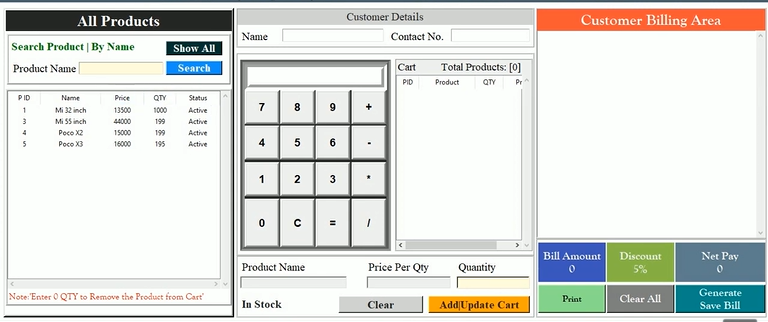 All Products
Search Product | By Name
Show All
Product Name
Search
P ID Name Price QTY Status
1 Mi 32 inch 13500 1000 Active
3 Mi 55 inch 44000 199 Active
4 Poco X2 15000 199 Active
5 Poco X3 16000 195 Active
Note:'Enter 0 QTY to Remove the Product from Cart'
Customer Details
Name Contact No.
7 8 9 +
4 5 6 -
1 2 3 *
0 C = /
Cart Total Products: [0]
PID Product QTY Pr
Product Name Price Per Qty Quantity
In Stock Clear Add|Update Cart
Customer Billing Area
Bill Amount
0
Discount
5%
Net Pay
0
Print
Clear All
Generate
Save Bill